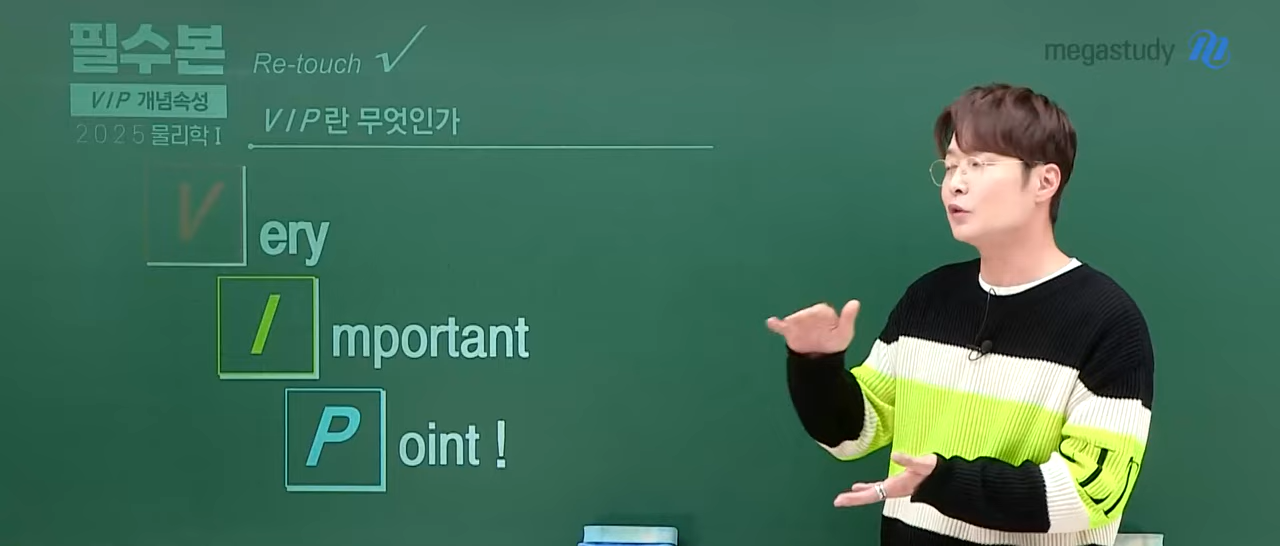 필수본
Re-touch
megastudy
VIP 개념속성
2025 물리학 I
VIP란 무엇인가
Very
Important
Point !